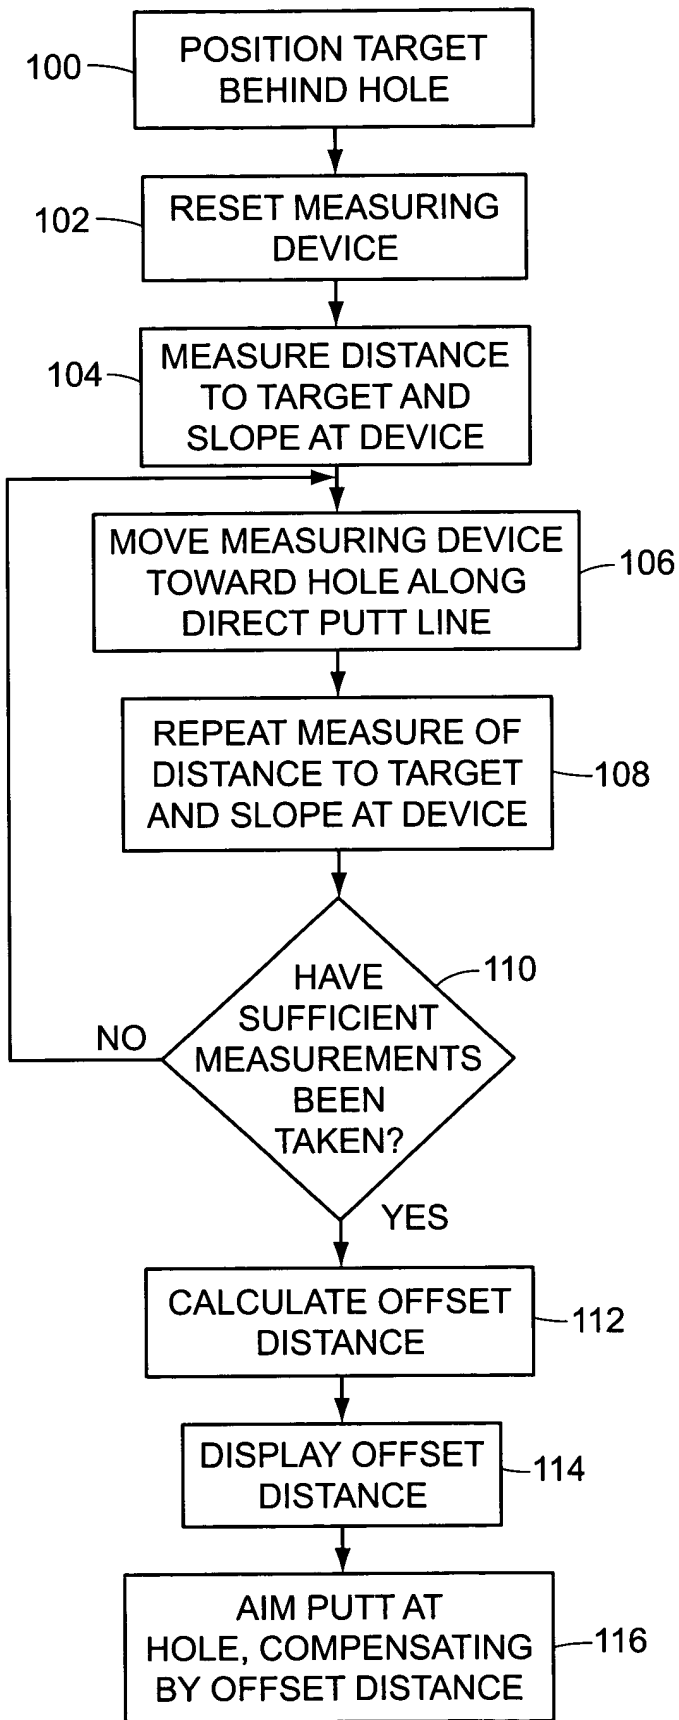 100
POSITION TARGET
BEHIND HOLE
102
RESET MEASURING
DEVICE
104
MEASURE DISTANCE
TO TARGET AND
SLOPE AT DEVICE
MOVE MEASURING DEVICE
TOWARD HOLE ALONG
DIRECT PUTT LINE
106
REPEAT MEASURE OF
DISTANCE TO TARGET
AND SLOPE AT DEVICE
108
HAVE
SUFFICIENT
MEASUREMENTS
BEEN
TAKEN?
110
NO
YES
CALCULATE OFFSET
DISTANCE
112
DISPLAY OFFSET
DISTANCE
114
AIM PUTT AT
HOLE, COMPENSATING
BY OFFSET DISTANCE
116